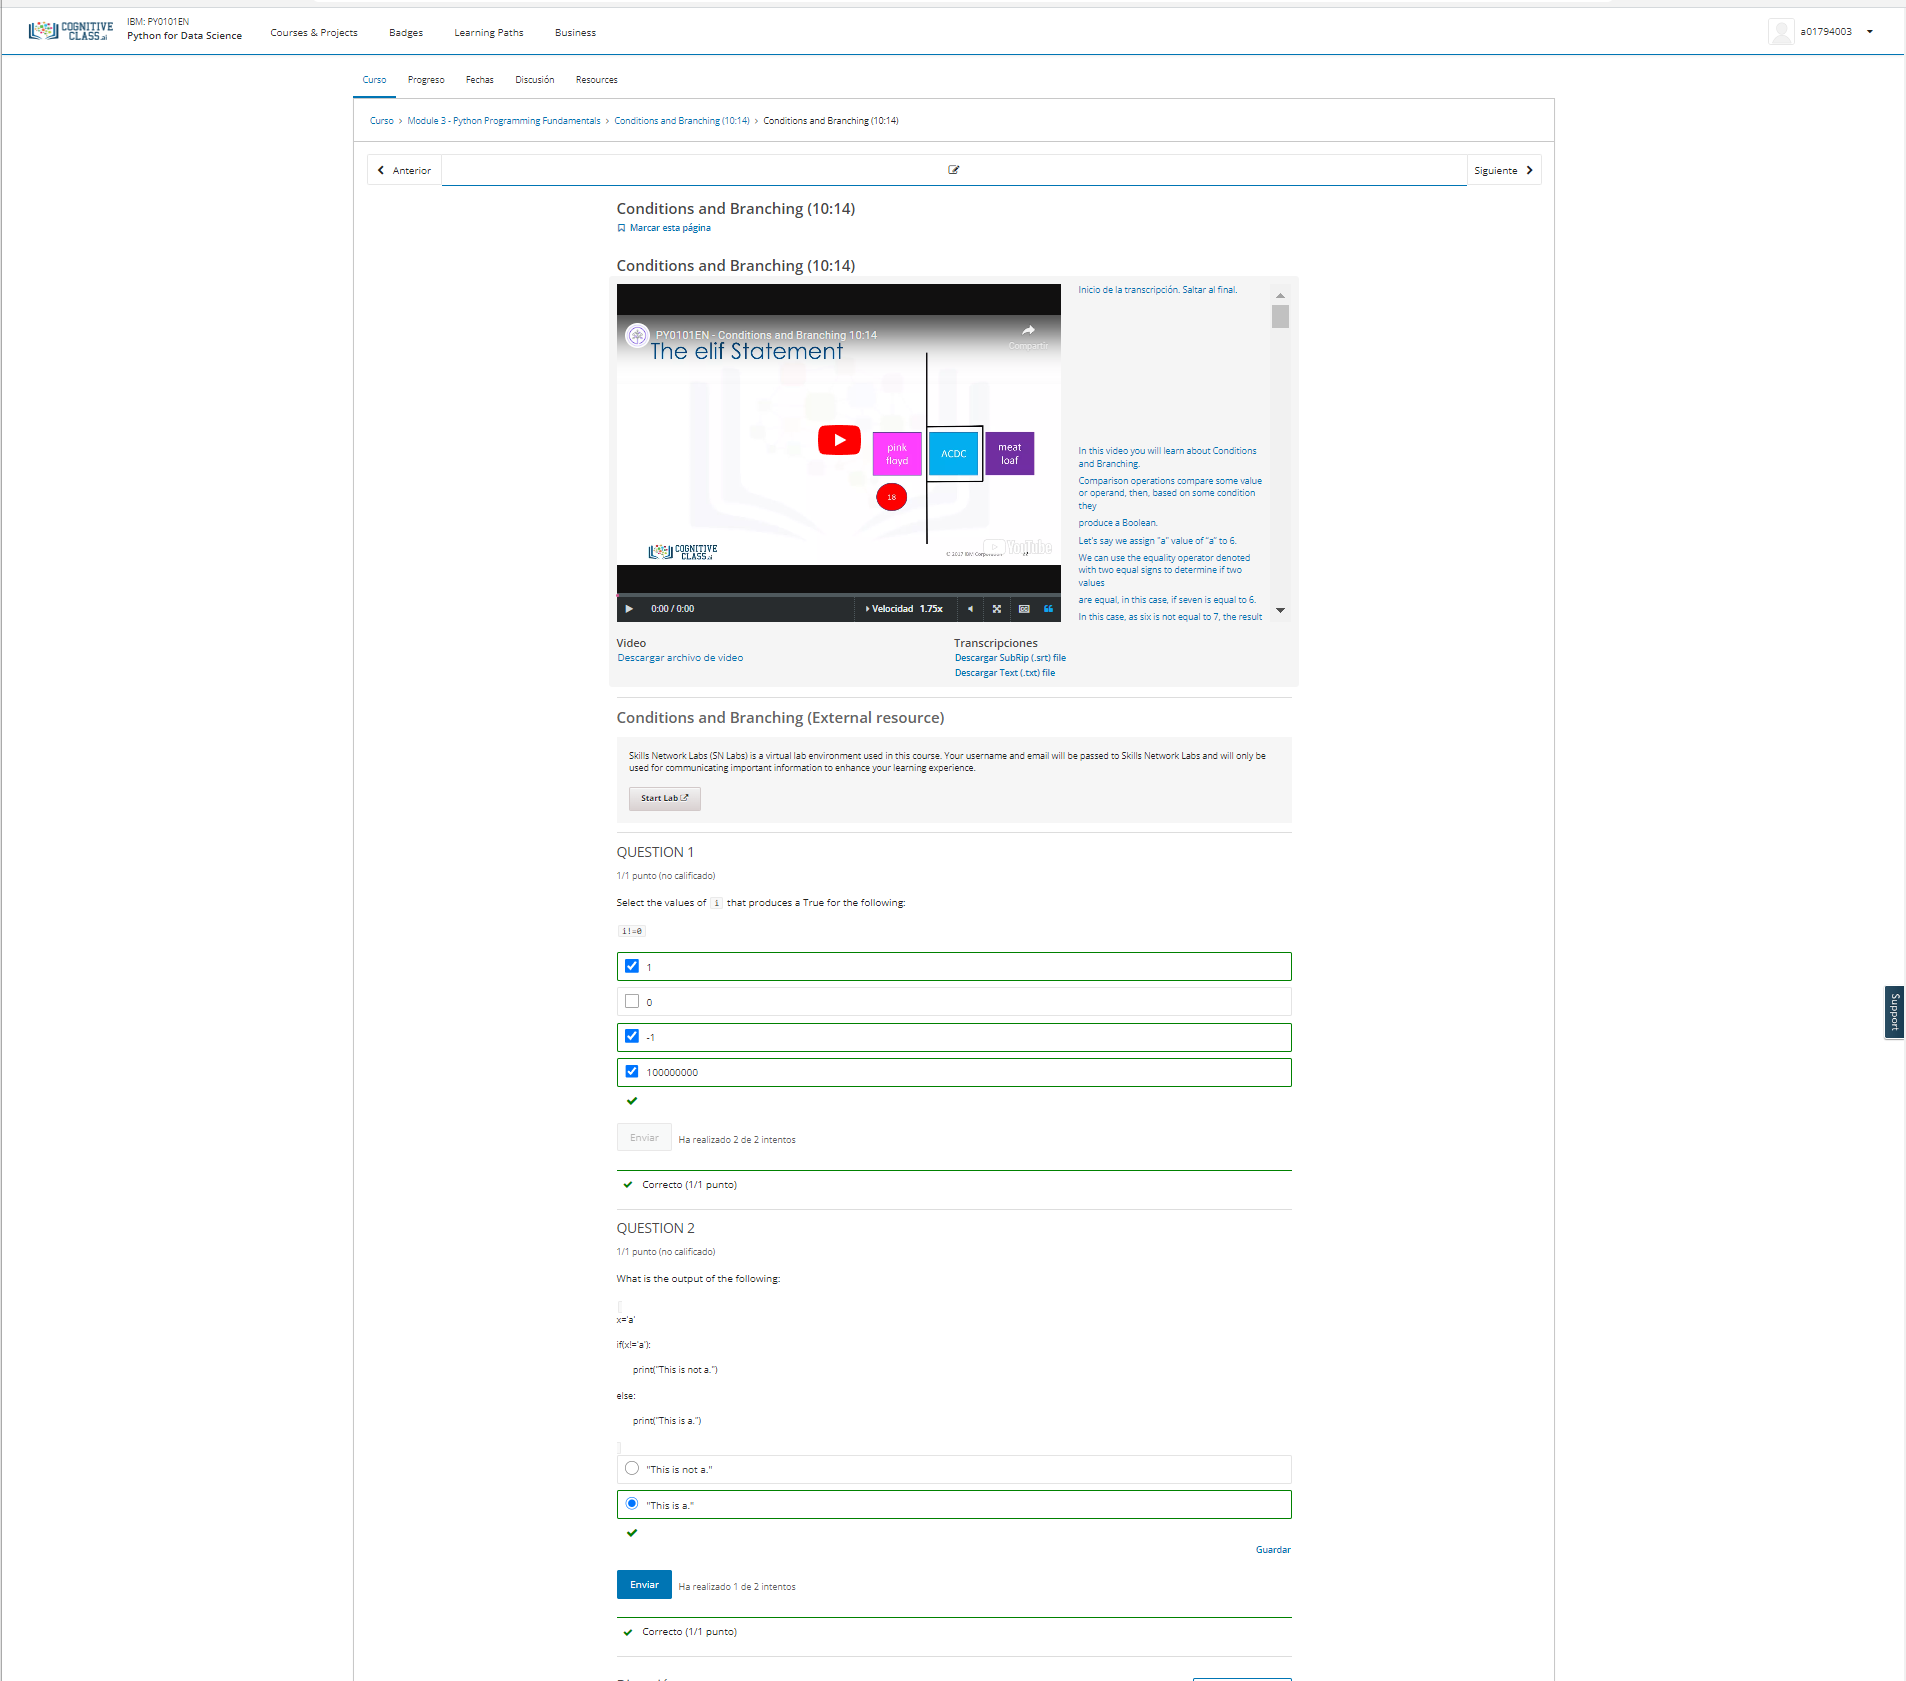 COGNITIVE CLASS.ai
IBM: PY0101EN
Python for Data Science
Courses & Projects
Badges
Learning Paths
Business
a01794003
Curso
Progreso
Fechas
Discusión
Resources
Curso > Module 3 - Python Programming Fundamentals > Conditions and Branching (10:14) > Conditions and Branching (10:14)
Anterior
Siguiente
Conditions and Branching (10:14)
Marcar esta página
Conditions and Branching (10:14)
PY0101EN - Conditions and Branching 10:14
Compartir
The elif Statement
pink floyd
ACDC
meat loaf
18
COGNITIVE CLASS.ai
YouTube
0:00 / 0:00
Velocidad 1.75x
Inicio de la transcripción. Saltar al final.
In this video you will learn about Conditions
and Branching.
Comparison operations compare some value
or operand, then, based on some condition
they
produce a Boolean.
Let's say we assign "a" value of "a" to 6.
We can use the equality operator denoted
with two equal signs to determine if two
values
are equal, in this case, if seven is equal to 6.
In this case, as six is not equal to 7, the result
Video
Descargar archivo de video
Transcripciones
Descargar SubRip (.srt) file
Descargar Text (.txt) file
Conditions and Branching (External resource)
Skills Network Labs (SN Labs) is a virtual lab environment used in this course. Your username and email will be passed to Skills Network Labs and will only be
used for communicating important information to enhance your learning experience.
Start Lab
QUESTION 1
1/1 punto (no calificado)
Select the values of i that produces a True for the following:
i!=0
1
0
-1
100000000
Enviar
Ha realizado 2 de 2 intentos
Correcto (1/1 punto)
QUESTION 2
1/1 punto (no calificado)
What is the output of the following:
x='a'
if(x!='a'):
print("This is not a.")
else:
print("This is a.")
"This is not a."
"This is a."
Guardar
Enviar
Ha realizado 1 de 2 intentos
Correcto (1/1 punto)
Support